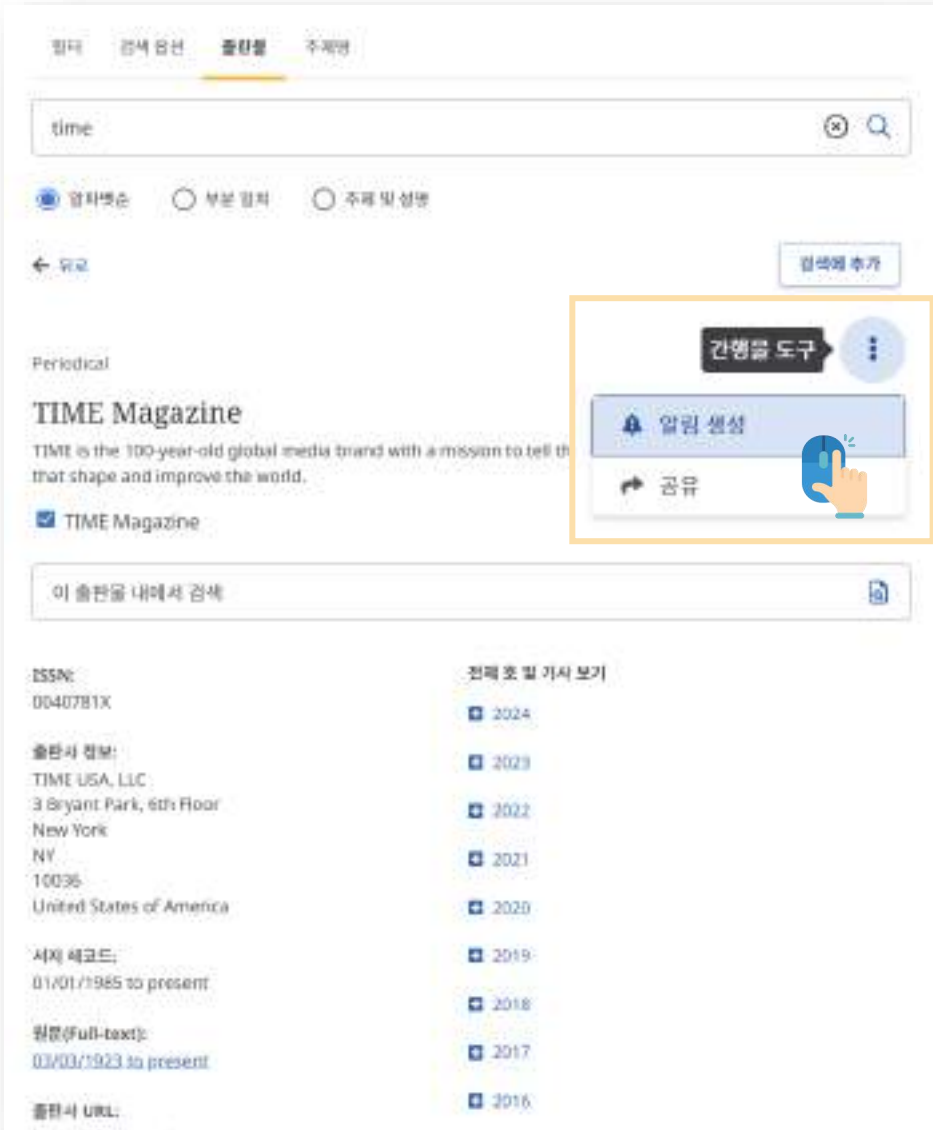 필터 검색 옵션 출판물 주제명
time
알파벳순 부분 일치 주제 및 설명
뒤로
검색에 추가
간행물 도구
Periodical
TIME Magazine
알림 생성
TIME is the 100-year-old global media brand with a mission to tell th
that shape and improve the world.
공유
TIME Magazine
이 출판물 내에서 검색
ISSN:
0040781X
출판사 정보:
TIME USA, LLC
3 Bryant Park, 6th Floor
New York
NY
10036
United States of America
서지 레코드:
01/01/1985 to present
원문(Full-text):
03/03/1923 to present
출판사 URL:
전체 호 및 기사 보기
2024
2023
2022
2021
2020
2019
2018
2017
2016